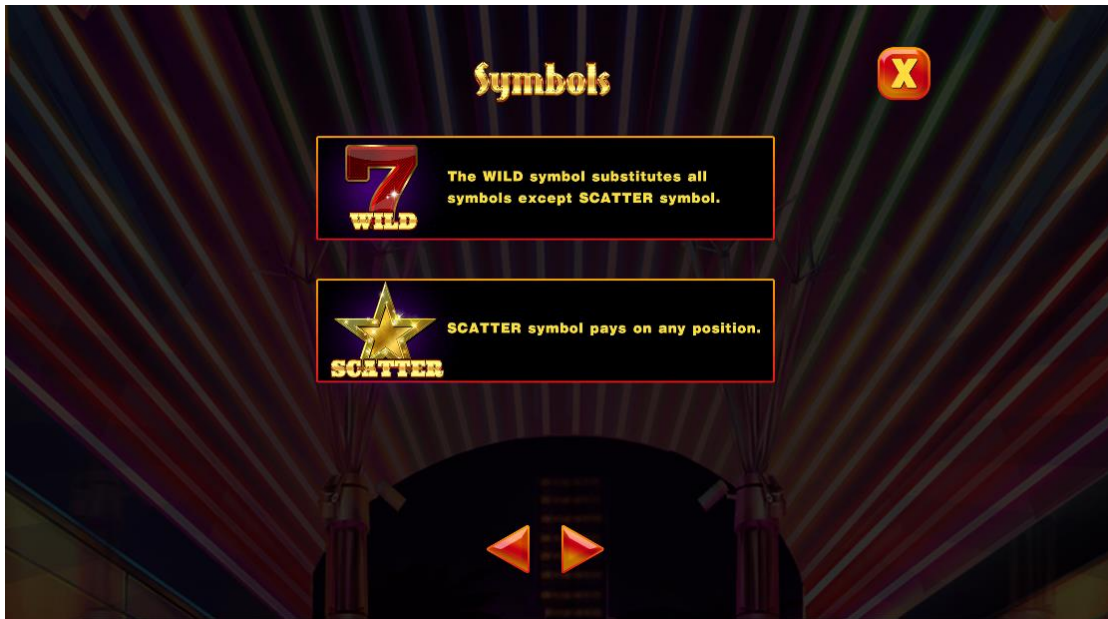 Symbols
X
The WILD symbol substitutes all
symbols except SCATTER symbol.
7
WILD
SCATTER symbol pays on any position.
SCATTER